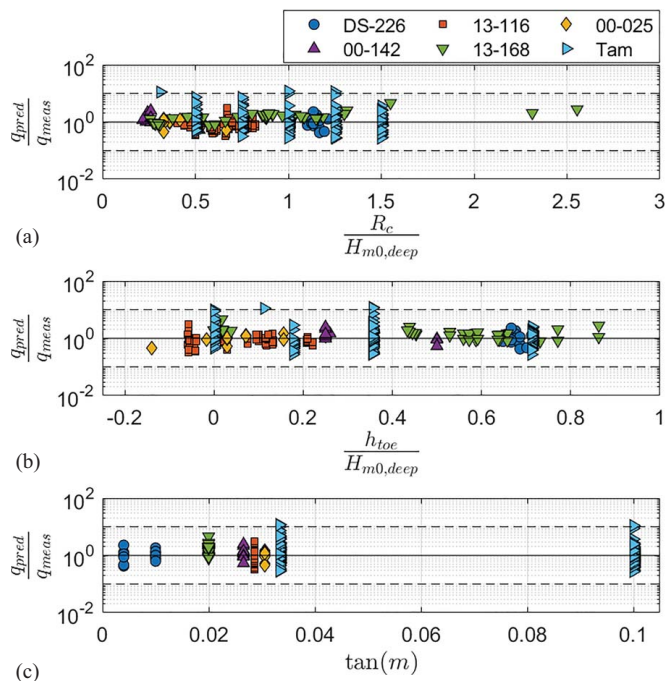 DS-226 13-116 00-025
00-142 13-168 Tam
10^2
10^0
10^-2
q_pred / q_meas
0 0.5 1 1.5 2 2.5 3
R_c / H_m0,deep
(a)
10^2
10^0
10^-2
q_pred / q_meas
-0.2 0 0.2 0.4 0.6 0.8 1
h_toe / H_m0,deep
(b)
10^2
10^0
10^-2
q_pred / q_meas
0 0.02 0.04 0.06 0.08 0.1
tan(m)
(c)